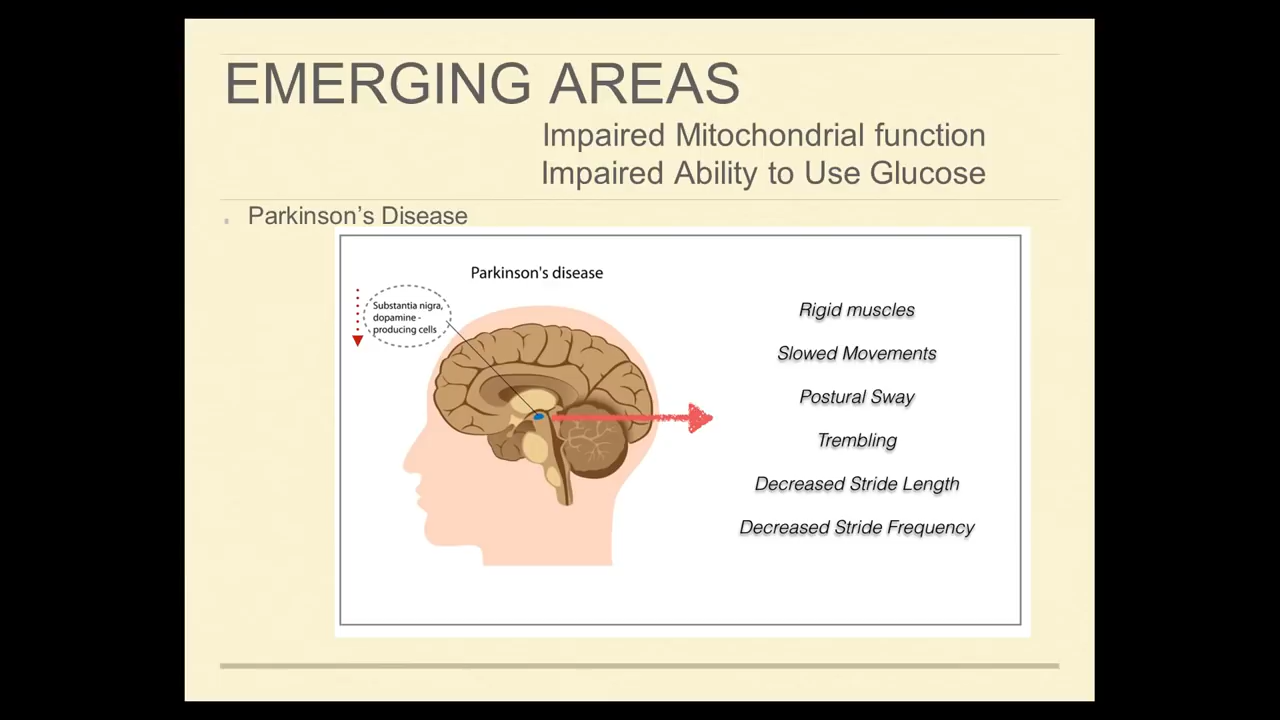 EMERGING AREAS
Impaired Mitochondrial function
Impaired Ability to Use Glucose
Parkinson’s Disease
Parkinson's disease
Substantia nigra,
dopamine -
producing cells
Rigid muscles
Slowed Movements
Postural Sway
Trembling
Decreased Stride Length
Decreased Stride Frequency